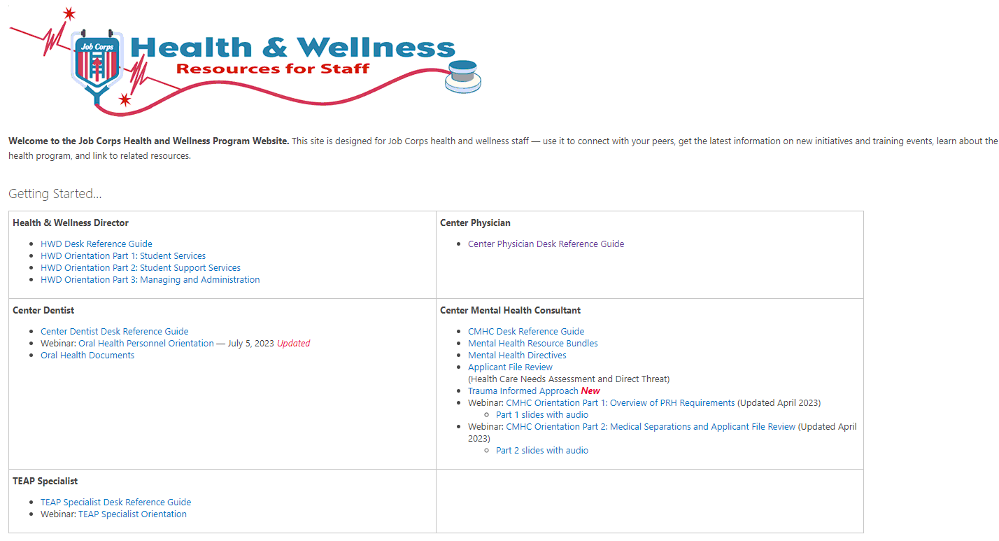 Job Corps
Health & Wellness
Resources for Staff
Welcome to the Job Corps Health and Wellness Program Website. This site is designed for Job Corps health and wellness staff — use it to connect with your peers, get the latest information on new initiatives and training events, learn about the
health program, and link to related resources.
Getting Started...
Health & Wellness Director
HWD Desk Reference Guide
HWD Orientation Part 1: Student Services
HWD Orientation Part 2: Student Support Services
HWD Orientation Part 3: Managing and Administration
Center Physician
Center Physician Desk Reference Guide
Center Dentist
Center Dentist Desk Reference Guide
Webinar: Oral Health Personnel Orientation — July 5, 2023 Updated
Oral Health Documents
Center Mental Health Consultant
CMHC Desk Reference Guide
Mental Health Resource Bundles
Mental Health Directives
Applicant File Review
(Health Care Needs Assessment and Direct Threat)
Trauma Informed Approach New
Webinar: CMHC Orientation Part 1: Overview of PRH Requirements (Updated April 2023)
Part 1 slides with audio
Webinar: CMHC Orientation Part 2: Medical Separations and Applicant File Review (Updated April
2023)
Part 2 slides with audio
TEAP Specialist
TEAP Specialist Desk Reference Guide
Webinar: TEAP Specialist Orientation